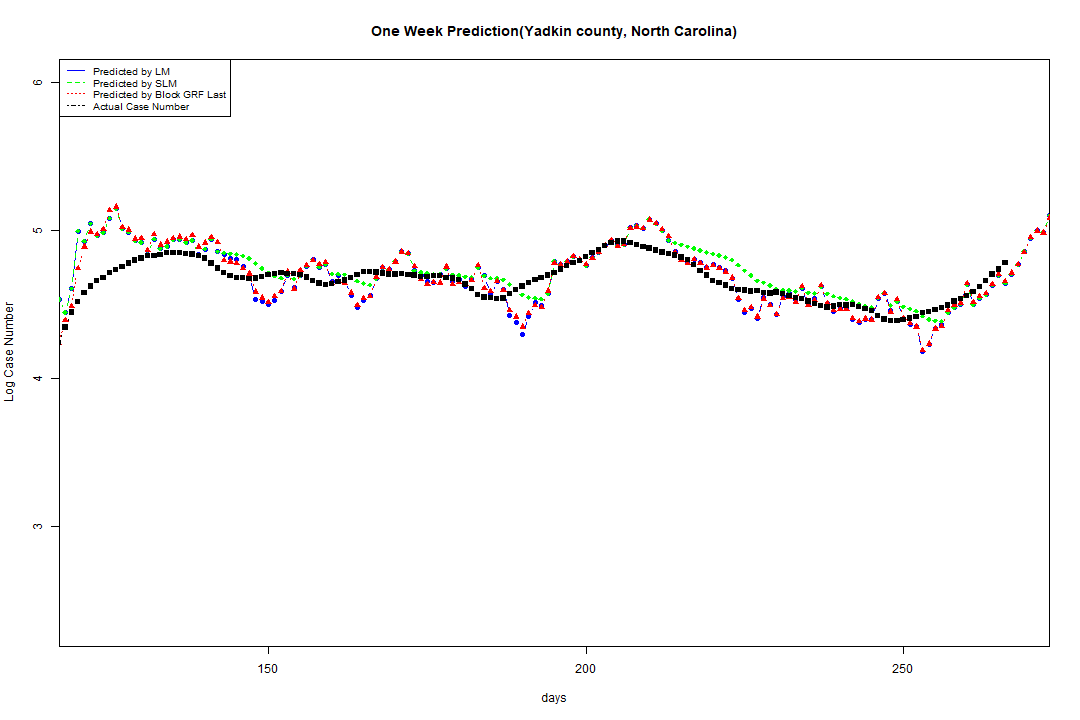 One Week Prediction(Yadkin county, North Carolina)
Predicted by LM
Predicted by SLM
Predicted by Block GRF Last
Actual Case Number
6
5
4
3
Log Case Number
150
200
250
days